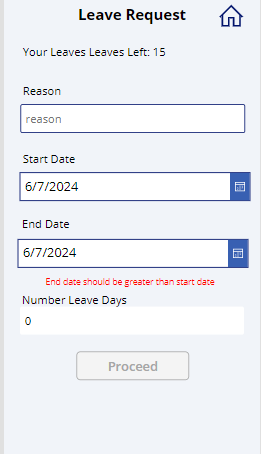 Leave Request
Your Leaves Leaves Left: 15
Reason
reason
Start Date
6/7/2024
End Date
6/7/2024
End date should be greater than start date
Number Leave Days
0
Proceed